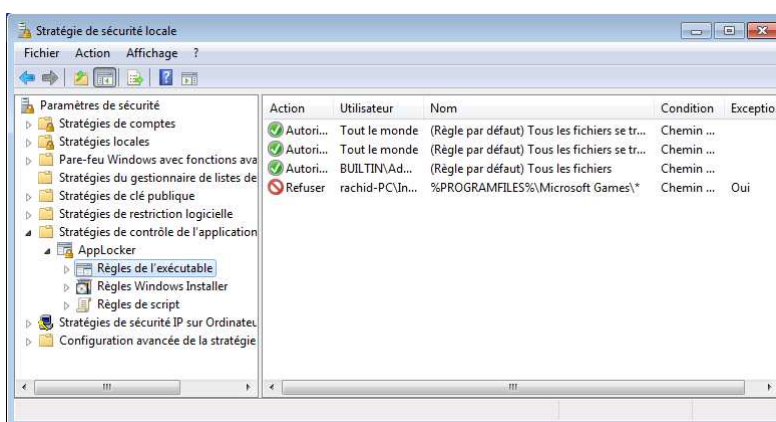 Stratégie de sécurité locale
Fichier Action Affichage ?
Paramètres de sécurité
Stratégies de comptes
Stratégies locales
Pare-feu Windows avec fonctions ava
Stratégies du gestionnaire de listes de
Stratégies de clé publique
Stratégies de restriction logicielle
Stratégies de contrôle de l'application
AppLocker
Règles de l'exécutable
Règles Windows Installer
Règles de script
Stratégies de sécurité IP sur Ordinateu
Configuration avancée de la stratégie
Action Utilisateur Nom Condition Exceptio
Autori... Tout le monde (Règle par défaut) Tous les fichiers se tr... Chemin ...
Autori... Tout le monde (Règle par défaut) Tous les fichiers se tr... Chemin ...
Autori... BUILTIN\Ad... (Règle par défaut) Tous les fichiers Chemin ...
Refuser rachid-PC\In... %PROGRAMFILES%\Microsoft Games\* Chemin ... Oui